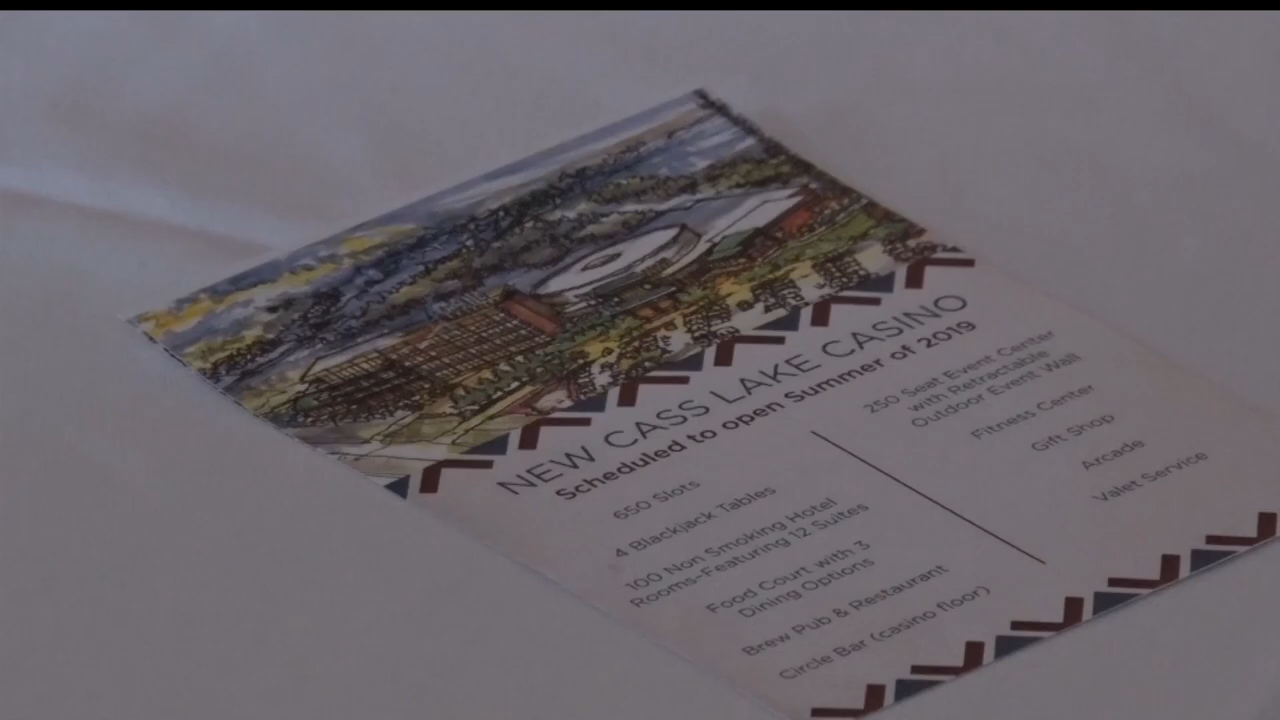 NEW CASS LAKE CASINO
Scheduled to open Summer of 2019
650 Slots
4 Blackjack Tables
100 Non Smoking Hotel
Rooms-Featuring 12 Suites
Food Court with 3
Dining Options
Brew Pub & Restaurant
Circle Bar (casino floor)
250 Seat Event Center
with Retractable
Outdoor Event Wall
Fitness Center
Gift Shop
Arcade
Valet Service